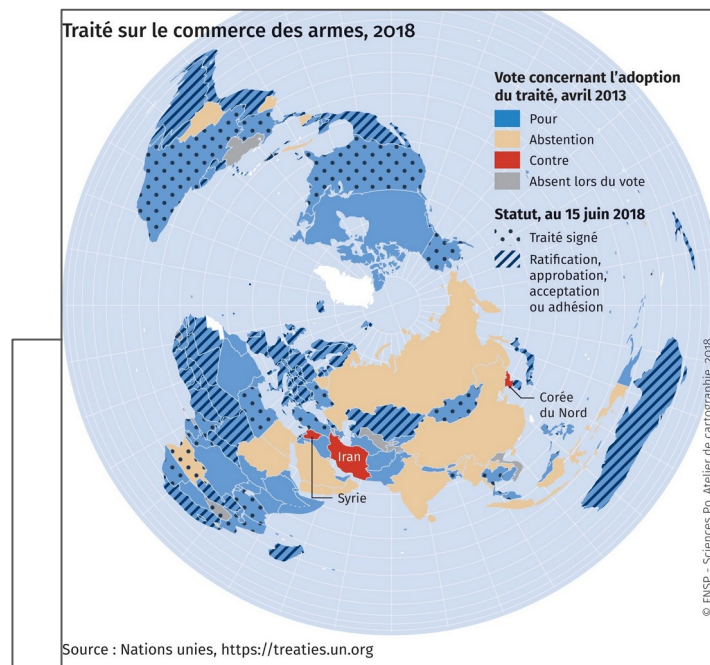 Traité sur le commerce des armes, 2018
Vote concernant l'adoption
du traité, avril 2013
Pour
Abstention
Contre
Absent lors du vote
Statut, au 15 juin 2018
Traité signé
Ratification,
approbation,
acceptation
ou adhésion
Corée
du Nord
Iran
Syrie
© FNSP - Sciences Po, Atelier de cartographie, 2018
Source : Nations unies, https://treaties.un.org